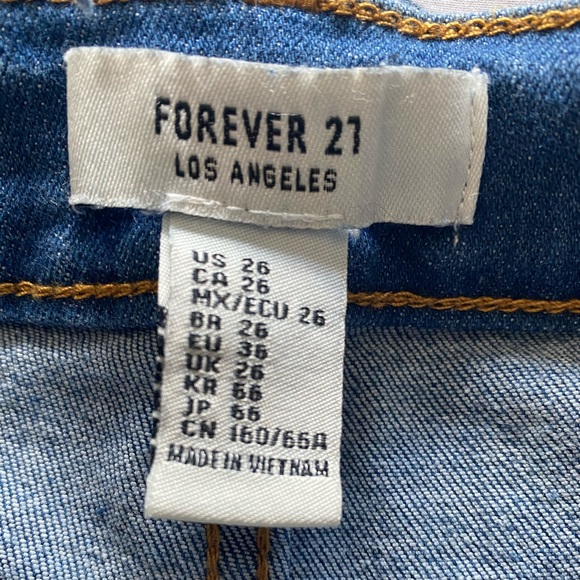 FOREVER 21
LOS ANGELES
US 26
CA 26
MX/ECU 26
BR 26
EU 36
UK 26
KR 66
JP 66
CN 160/66A
MADE IN VIETNAM